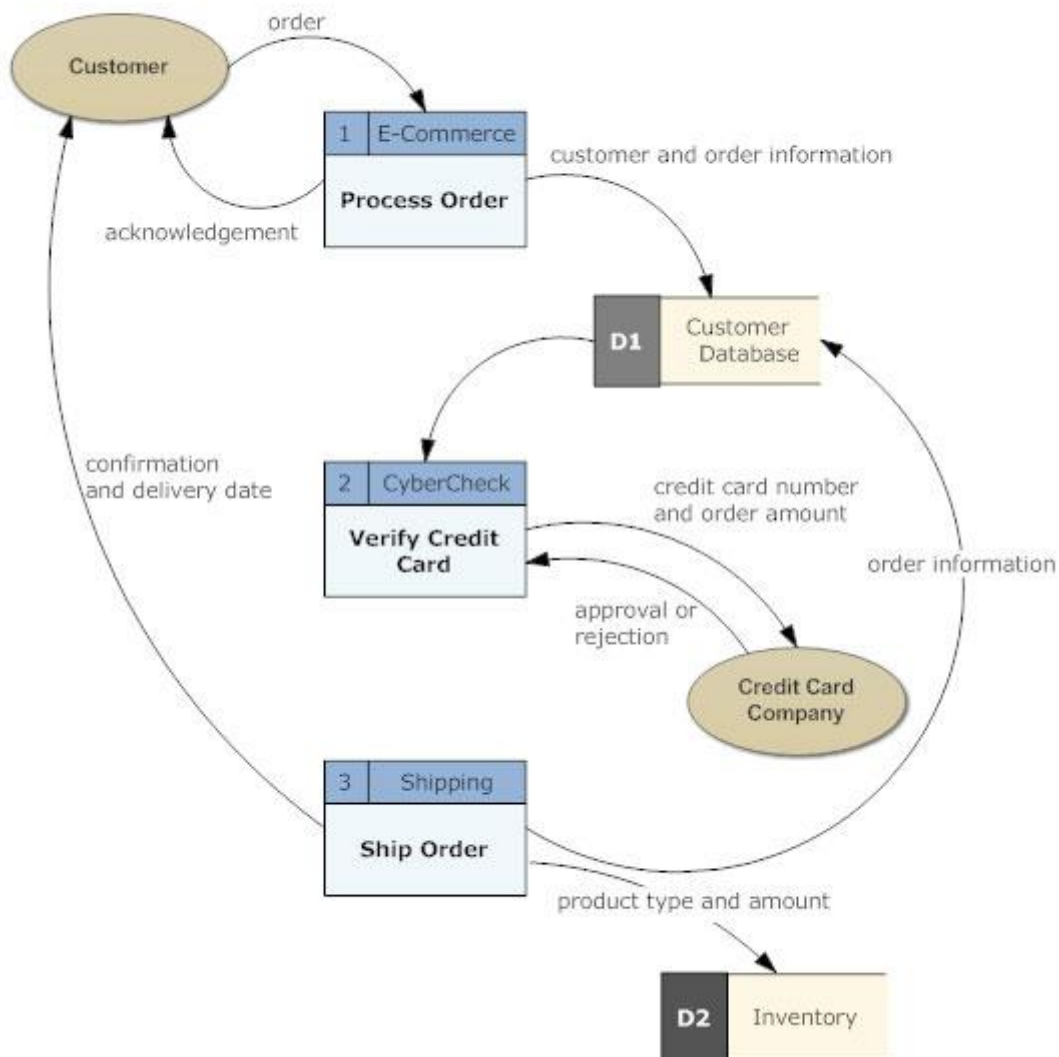 order
Customer
1 E-Commerce
Process Order
customer and order information
acknowledgement
D1
Customer
Database
confirmation
and delivery date
2 CyberCheck
Verify Credit
Card
credit card number
and order amount
order information
approval or
rejection
Credit Card
Company
3 Shipping
Ship Order
product type and amount
D2 Inventory